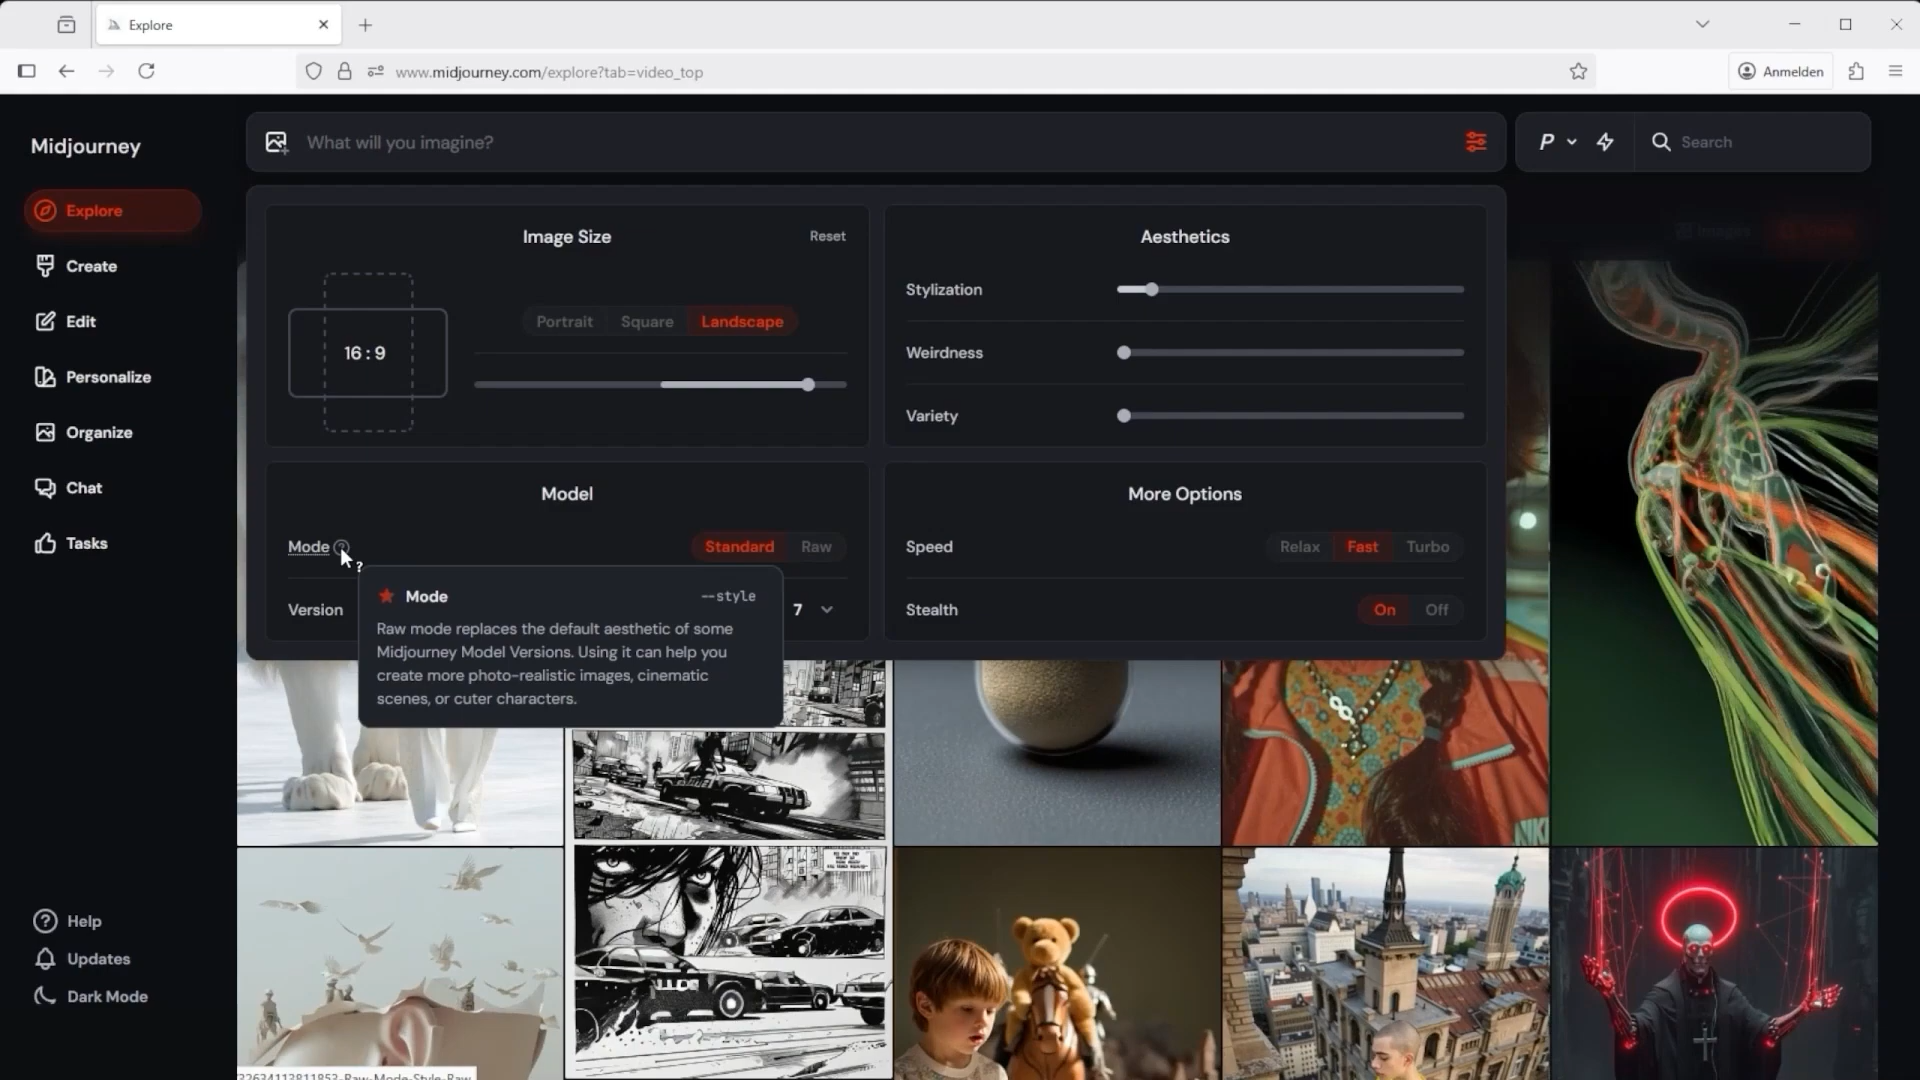 Explore
www.midjourney.com/explore?tab=video_top
Anmelden
Midjourney
What will you imagine?
P
Search
Explore
Create
Edit
Personalize
Organize
Chat
Tasks
Help
Updates
Dark Mode
Image Size
Reset
16 : 9
Portrait
Square
Landscape
Aesthetics
Stylization
Weirdness
Variety
Model
Mode
Standard
Raw
Version
7
Mode
--style
Raw mode replaces the default aesthetic of some
Midjourney Model Versions. Using it can help you
create more photo-realistic images, cinematic
scenes, or cuter characters.
More Options
Speed
Relax
Fast
Turbo
Stealth
On
Off
Images